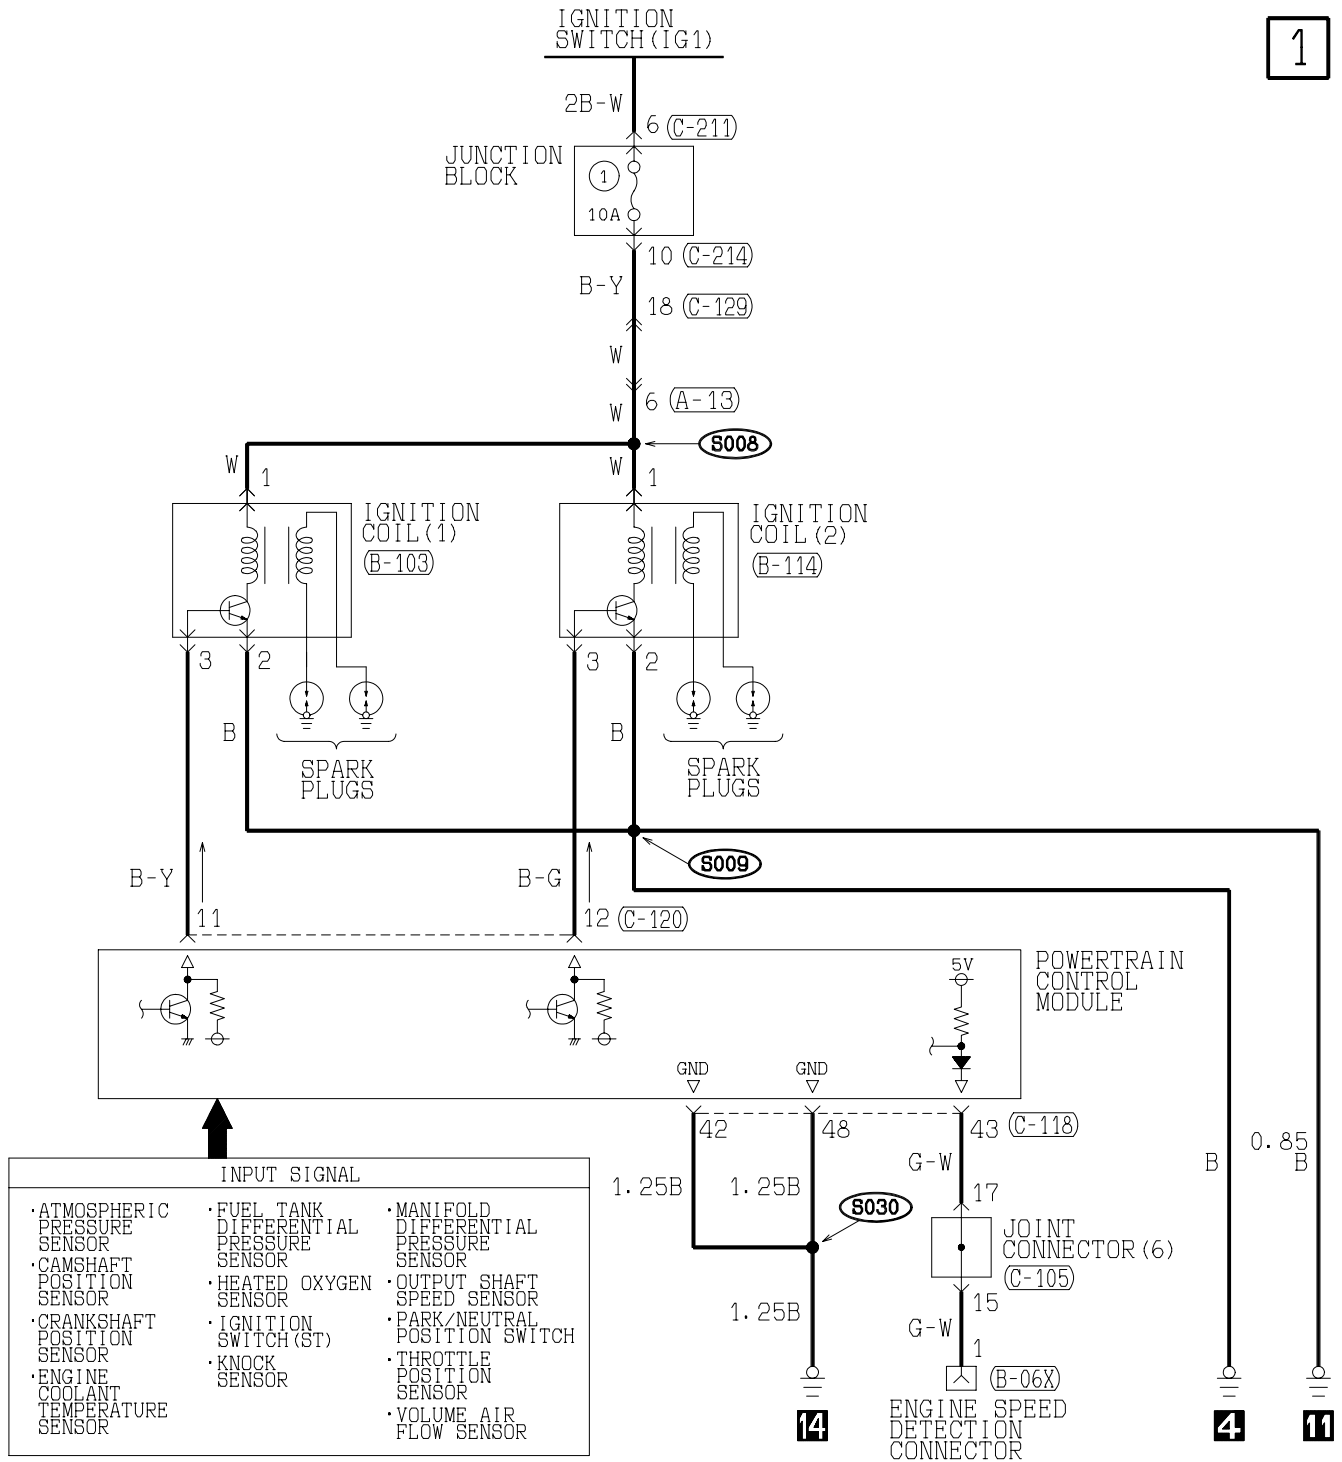 IGNITION
SWITCH(IG1)
1
2B-W
6 (C-211)
JUNCTION
BLOCK
1
10A
10 (C-214)
B-Y
18 (C-129)
W
6 (A-13)
W
S008
W
1
W
1
IGNITION
COIL(1)
(B-103)
IGNITION
COIL(2)
(B-114)
3
2
3
2
B
B
SPARK
PLUGS
SPARK
PLUGS
S009
B-Y
B-G
11
12 (C-120)
POWERTRAIN
CONTROL
MODULE
5V
GND
GND
42
48
43 (C-118)
1.25B
1.25B
G-W
B
0.85
B
S030
17
JOINT
CONNECTOR(6)
(C-105)
15
1.25B
G-W
1
(B-06X)
ENGINE SPEED
DETECTION
CONNECTOR
14
4
11
INPUT SIGNAL
·ATMOSPHERIC
PRESSURE
SENSOR
·CAMSHAFT
POSITION
SENSOR
·CRANKSHAFT
POSITION
SENSOR
·ENGINE
COOLANT
TEMPERATURE
SENSOR
·FUEL TANK
DIFFERENTIAL
PRESSURE
SENSOR
·HEATED OXYGEN
SENSOR
·IGNITION
SWITCH(ST)
·KNOCK
SENSOR
·MANIFOLD
DIFFERENTIAL
PRESSURE
SENSOR
·OUTPUT SHAFT
SPEED SENSOR
·PARK/NEUTRAL
POSITION SWITCH
·THROTTLE
POSITION
SENSOR
·VOLUME AIR
FLOW SENSOR